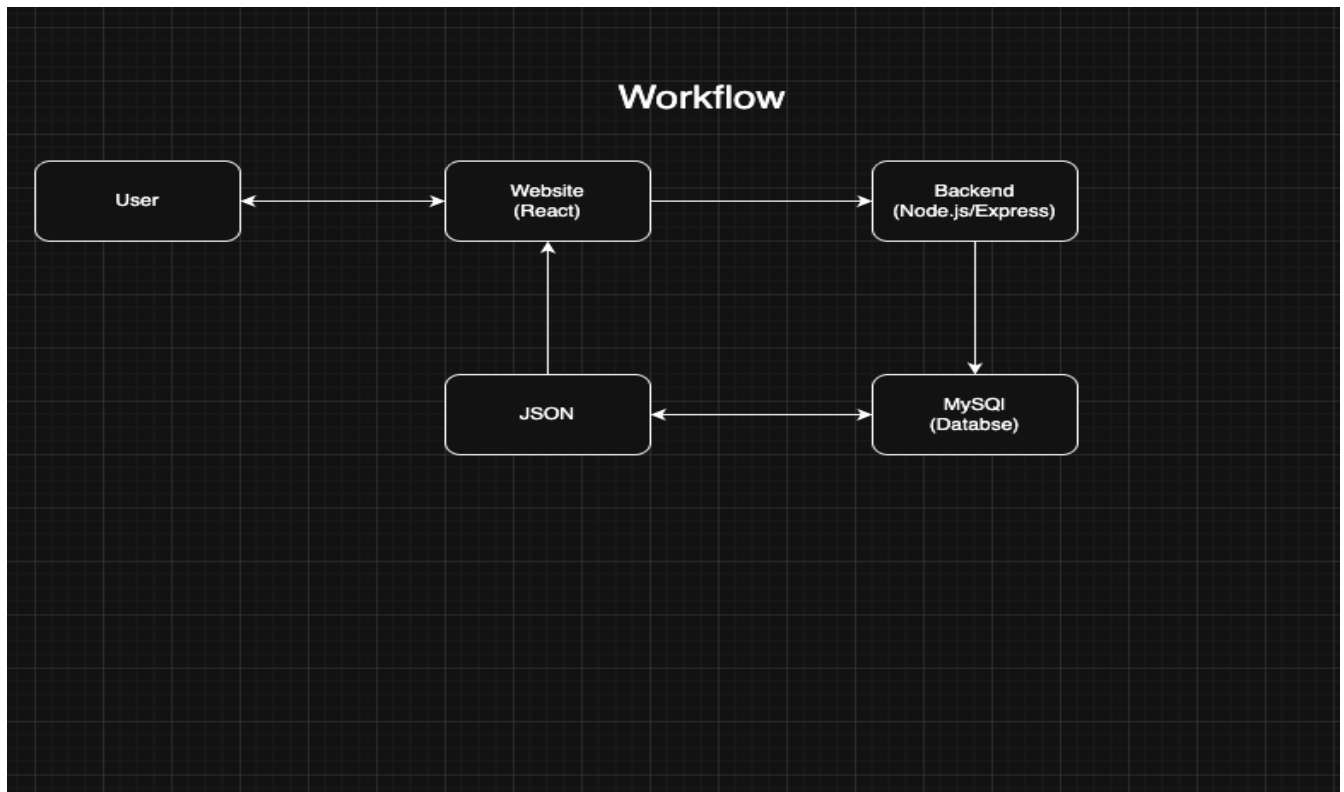 Workflow
User
Website
(React)
Backend
(Node.js/Express)
JSON
MySQl
(Databse)